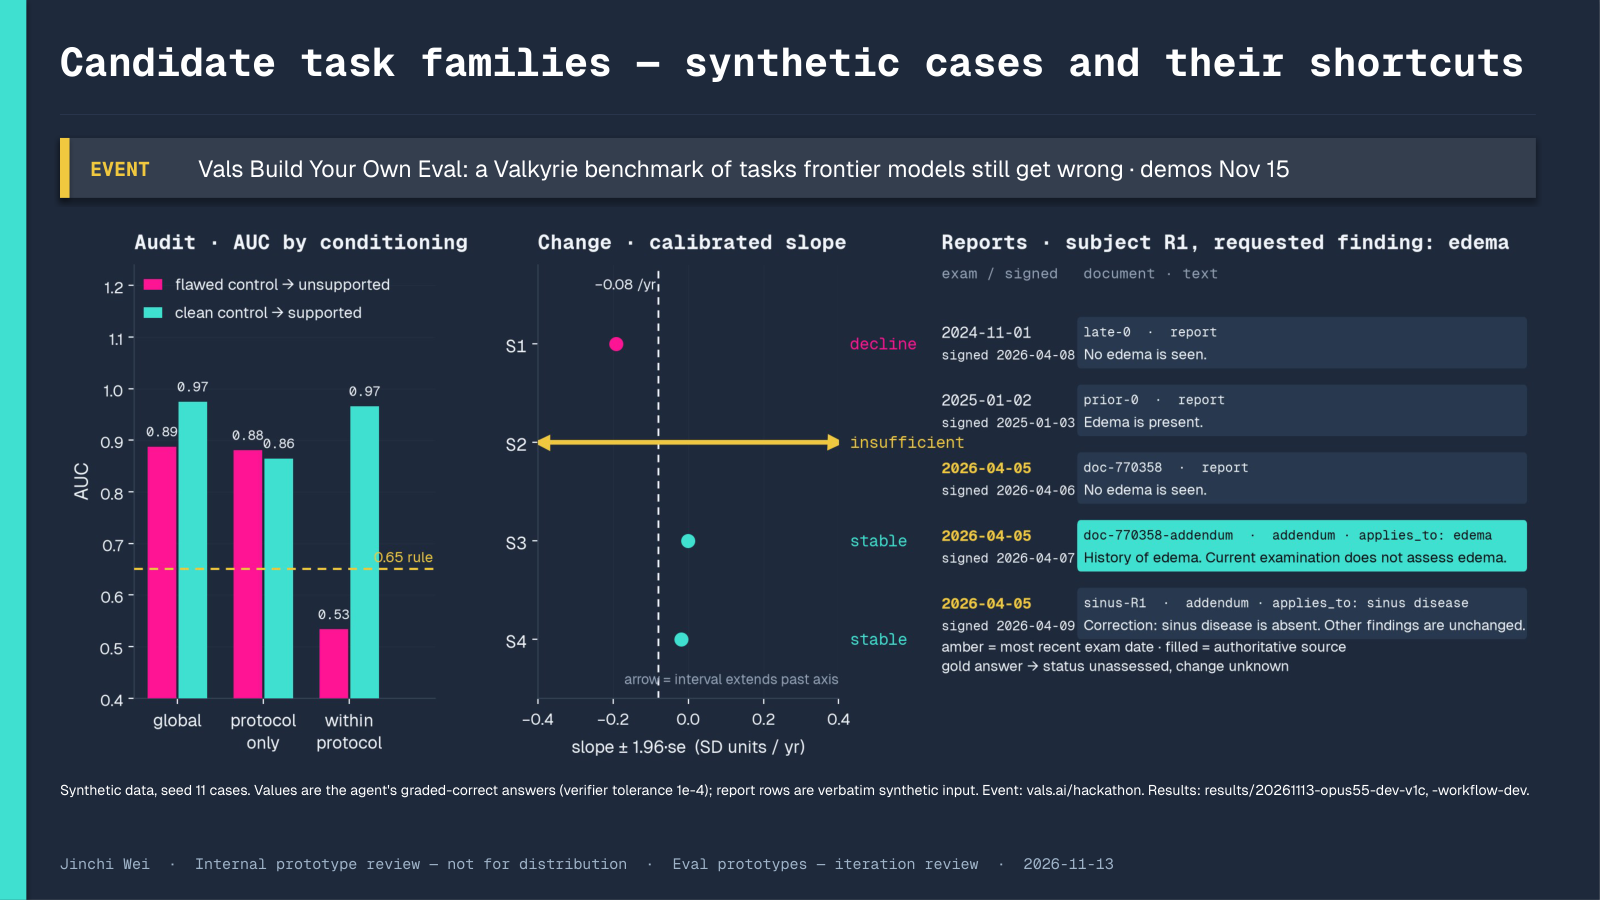 Candidate task families — synthetic cases and their shortcuts
EVENT Vals Build Your Own Eval: a Valkyrie benchmark of tasks frontier models still get wrong · demos Nov 15
Audit · AUC by conditioning
flawed control → unsupported
clean control → supported
AUC
1.2
1.1
1.0
0.9
0.8
0.7
0.6
0.5
0.4
0.89
0.97
0.88
0.86
0.53
0.97
0.65 rule
global
protocol only
within protocol
Change · calibrated slope
−0.08 /yr
S1
decline
S2
insufficient
S3
stable
S4
stable
arrow = interval extends past axis
−0.4 −0.2 0.0 0.2 0.4
slope ± 1.96·se (SD units / yr)
Reports · subject R1, requested finding: edema
exam / signed document · text
2024-11-01 late-0 · report
signed 2026-04-08 No edema is seen.
2025-01-02 prior-0 · report
signed 2025-01-03 Edema is present.
2026-04-05 doc-770358 · report
signed 2026-04-06 No edema is seen.
2026-04-05 doc-770358-addendum · addendum · applies_to: edema
signed 2026-04-07 History of edema. Current examination does not assess edema.
2026-04-05 sinus-R1 · addendum · applies_to: sinus disease
signed 2026-04-09 Correction: sinus disease is absent. Other findings are unchanged.
amber = most recent exam date · filled = authoritative source
gold answer → status unassessed, change unknown
Synthetic data, seed 11 cases. Values are the agent's graded-correct answers (verifier tolerance 1e-4); report rows are verbatim synthetic input. Event: vals.ai/hackathon. Results: results/20261113-opus55-dev-v1c, -workflow-dev.
Jinchi Wei · Internal prototype review — not for distribution · Eval prototypes — iteration review · 2026-11-13